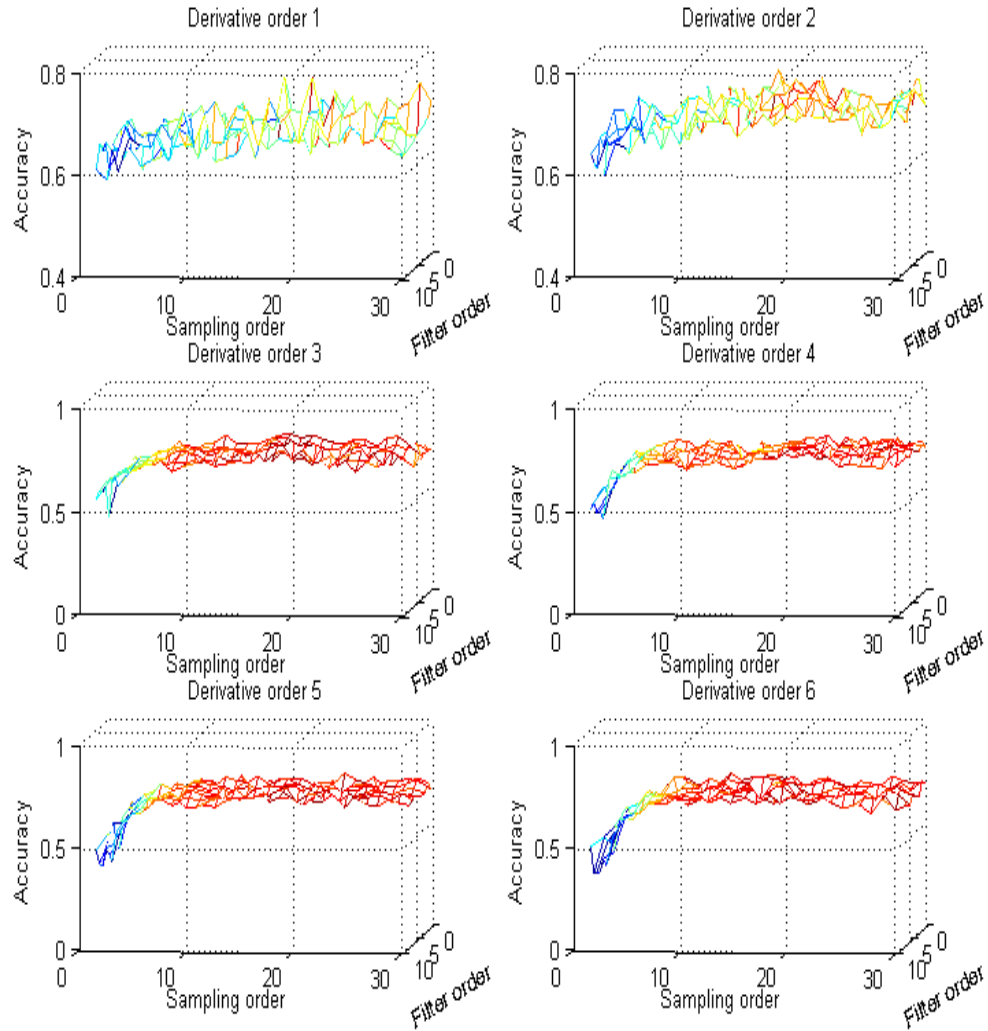 Derivative order 1
Derivative order 2
0.8
0.6
0.4
Accuracy
0
10
20
30
Sampling order
10
5
0
Filter order
0.8
0.6
0.4
Accuracy
0
10
20
30
Sampling order
10
5
0
Filter order
Derivative order 3
Derivative order 4
1
0.5
0
Accuracy
0
10
20
30
Sampling order
10
5
0
Filter order
1
0.5
0
Accuracy
0
10
20
30
Sampling order
10
5
0
Filter order
Derivative order 5
Derivative order 6
1
0.5
0
Accuracy
0
10
20
30
Sampling order
10
5
0
Filter order
1
0.5
0
Accuracy
0
10
20
30
Sampling order
10
5
0
Filter order